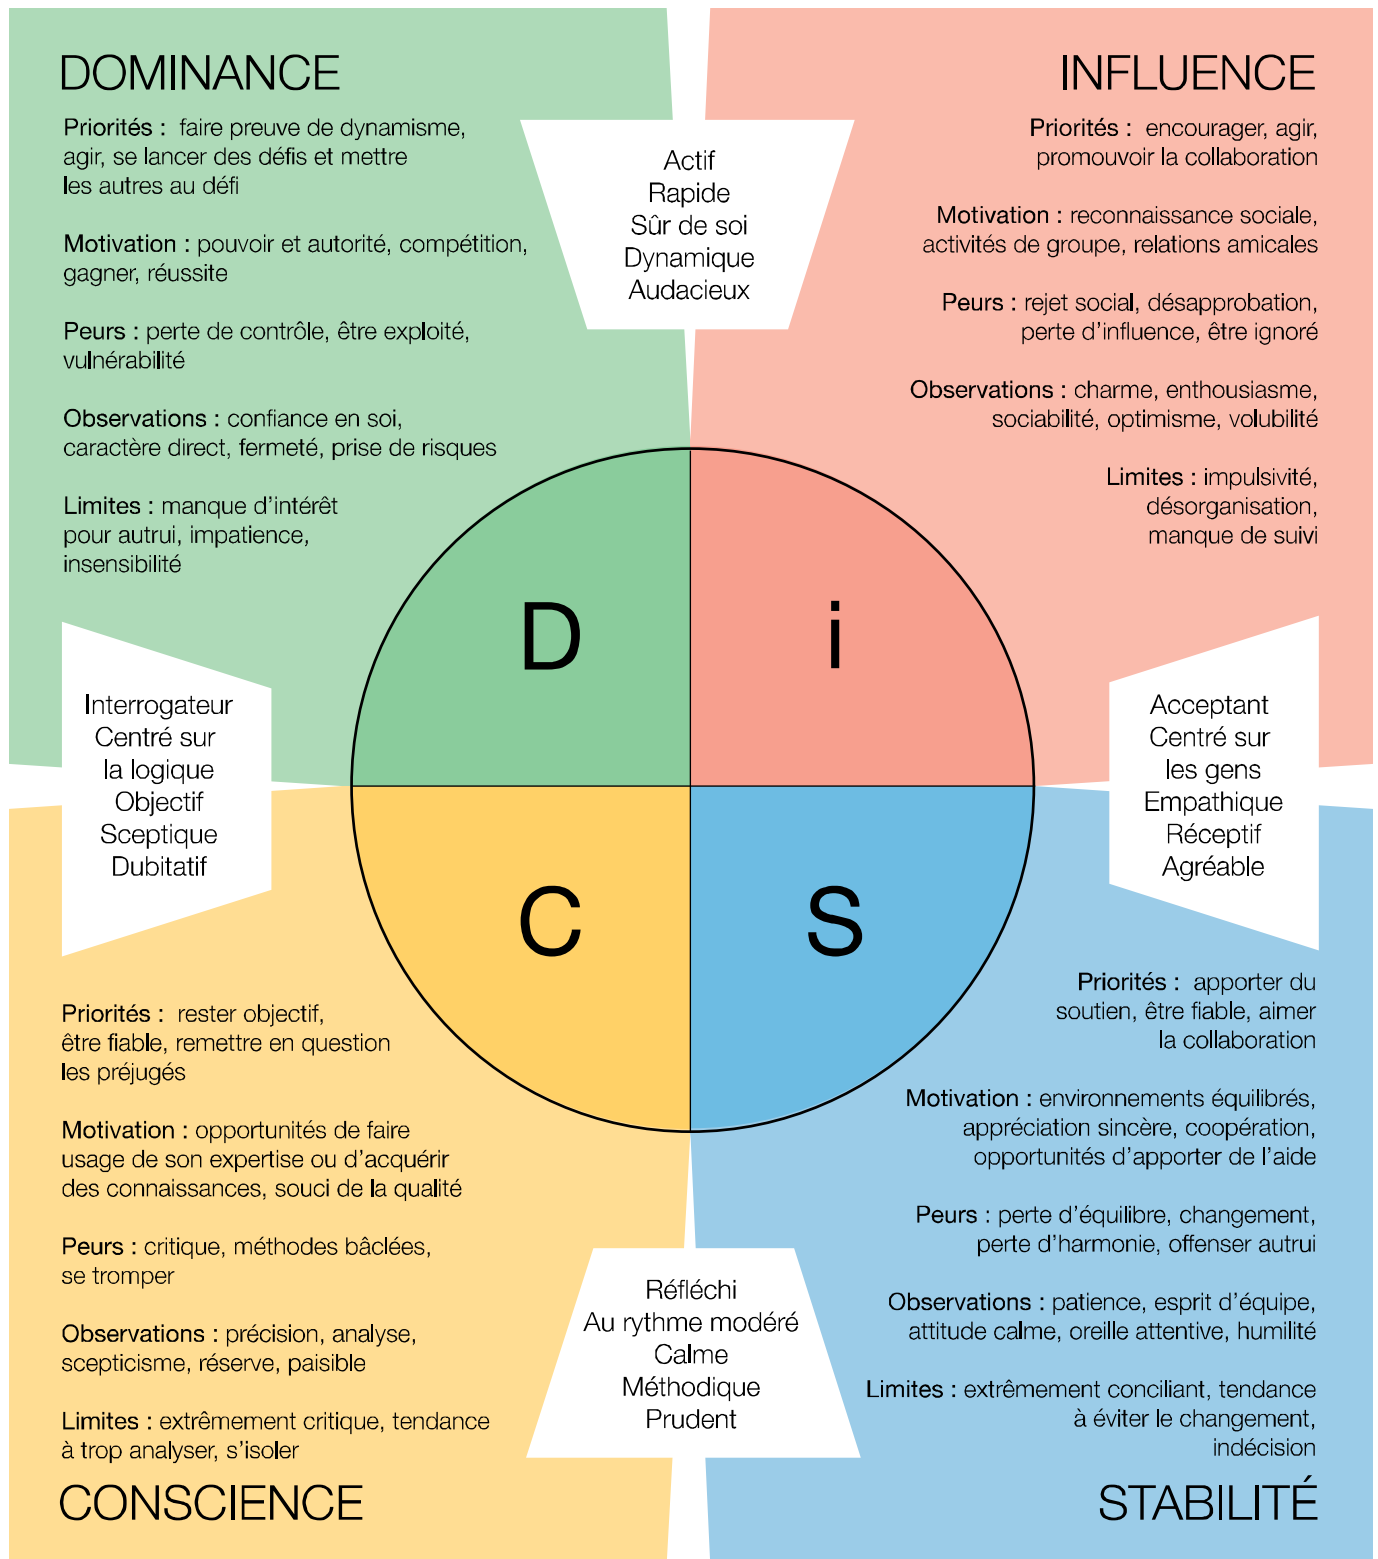 DOMINANCE
Priorités : faire preuve de dynamisme,
agir, se lancer des défis et mettre
les autres au défi
Motivation : pouvoir et autorité, compétition,
gagner, réussite
Peurs : perte de contrôle, être exploité,
vulnérabilité
Observations : confiance en soi,
caractère direct, fermeté, prise de risques
Limites : manque d'intérêt
pour autrui, impatience,
insensibilité
Actif
Rapide
Sûr de soi
Dynamique
Audacieux
INFLUENCE
Priorités : encourager, agir,
promouvoir la collaboration
Motivation : reconnaissance sociale,
activités de groupe, relations amicales
Peurs : rejet social, désapprobation,
perte d'influence, être ignoré
Observations : charme, enthousiasme,
sociabilité, optimisme, volubilité
Limites : impulsivité,
désorganisation,
manque de suivi
D
i
Interrogateur
Centré sur
la logique
Objectif
Sceptique
Dubitatif
Acceptant
Centré sur
les gens
Empathique
Réceptif
Agréable
C
S
Priorités : rester objectif,
être fiable, remettre en question
les préjugés
Motivation : opportunités de faire
usage de son expertise ou d'acquérir
des connaissances, souci de la qualité
Peurs : critique, méthodes bâclées,
se tromper
Observations : précision, analyse,
scepticisme, réserve, paisible
Limites : extrêmement critique, tendance
à trop analyser, s'isoler
CONSCIENCE
Réfléchi
Au rythme modéré
Calme
Méthodique
Prudent
Priorités : apporter du
soutien, être fiable, aimer
la collaboration
Motivation : environnements équilibrés,
appréciation sincère, coopération,
opportunités d'apporter de l'aide
Peurs : perte d'équilibre, changement,
perte d'harmonie, offenser autrui
Observations : patience, esprit d'équipe,
attitude calme, oreille attentive, humilité
Limites : extrêmement conciliant, tendance
à éviter le changement,
indécision
STABILITÉ